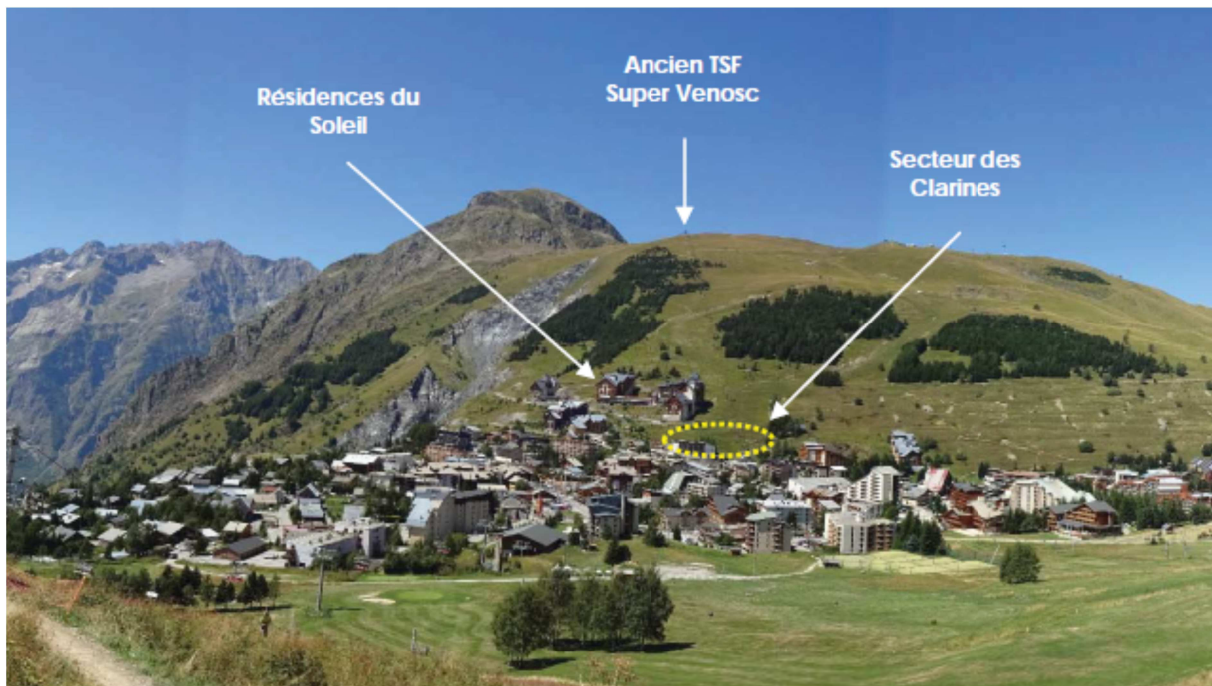 Ancien TSF
Super Venosc
Résidences du
Soleil
Secteur des
Clarines